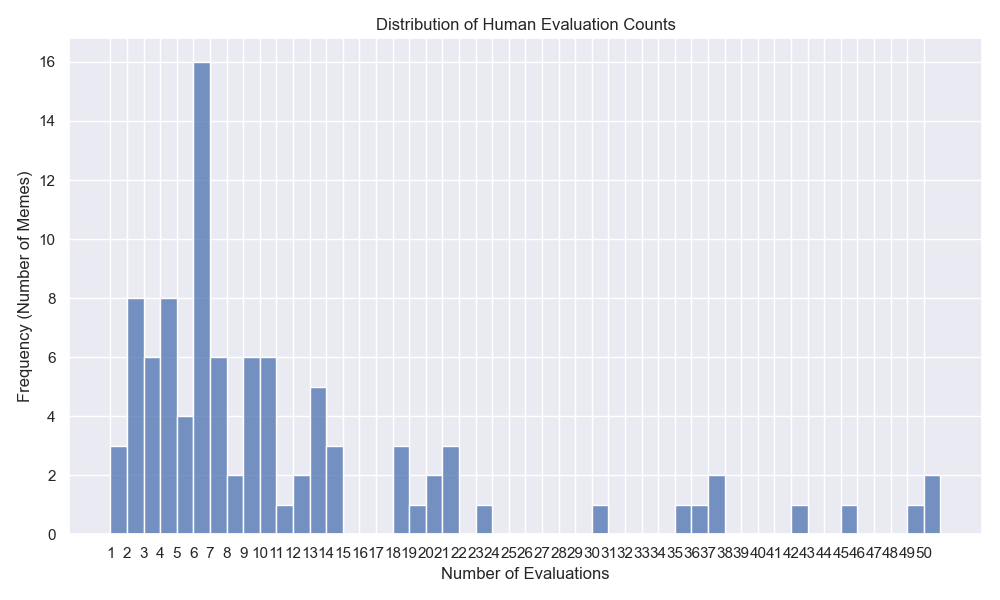 Distribution of Human Evaluation Counts
Frequency (Number of Memes)
16
14
12
10
8
6
4
2
0
1 2 3 4 5 6 7 8 9 10 11 12 13 14 15 16 17 18 19 20 21 22 23 24 25 26 27 28 29 30 31 32 33 34 35 36 37 38 39 40 41 42 43 44 45 46 47 48 49 50
Number of Evaluations